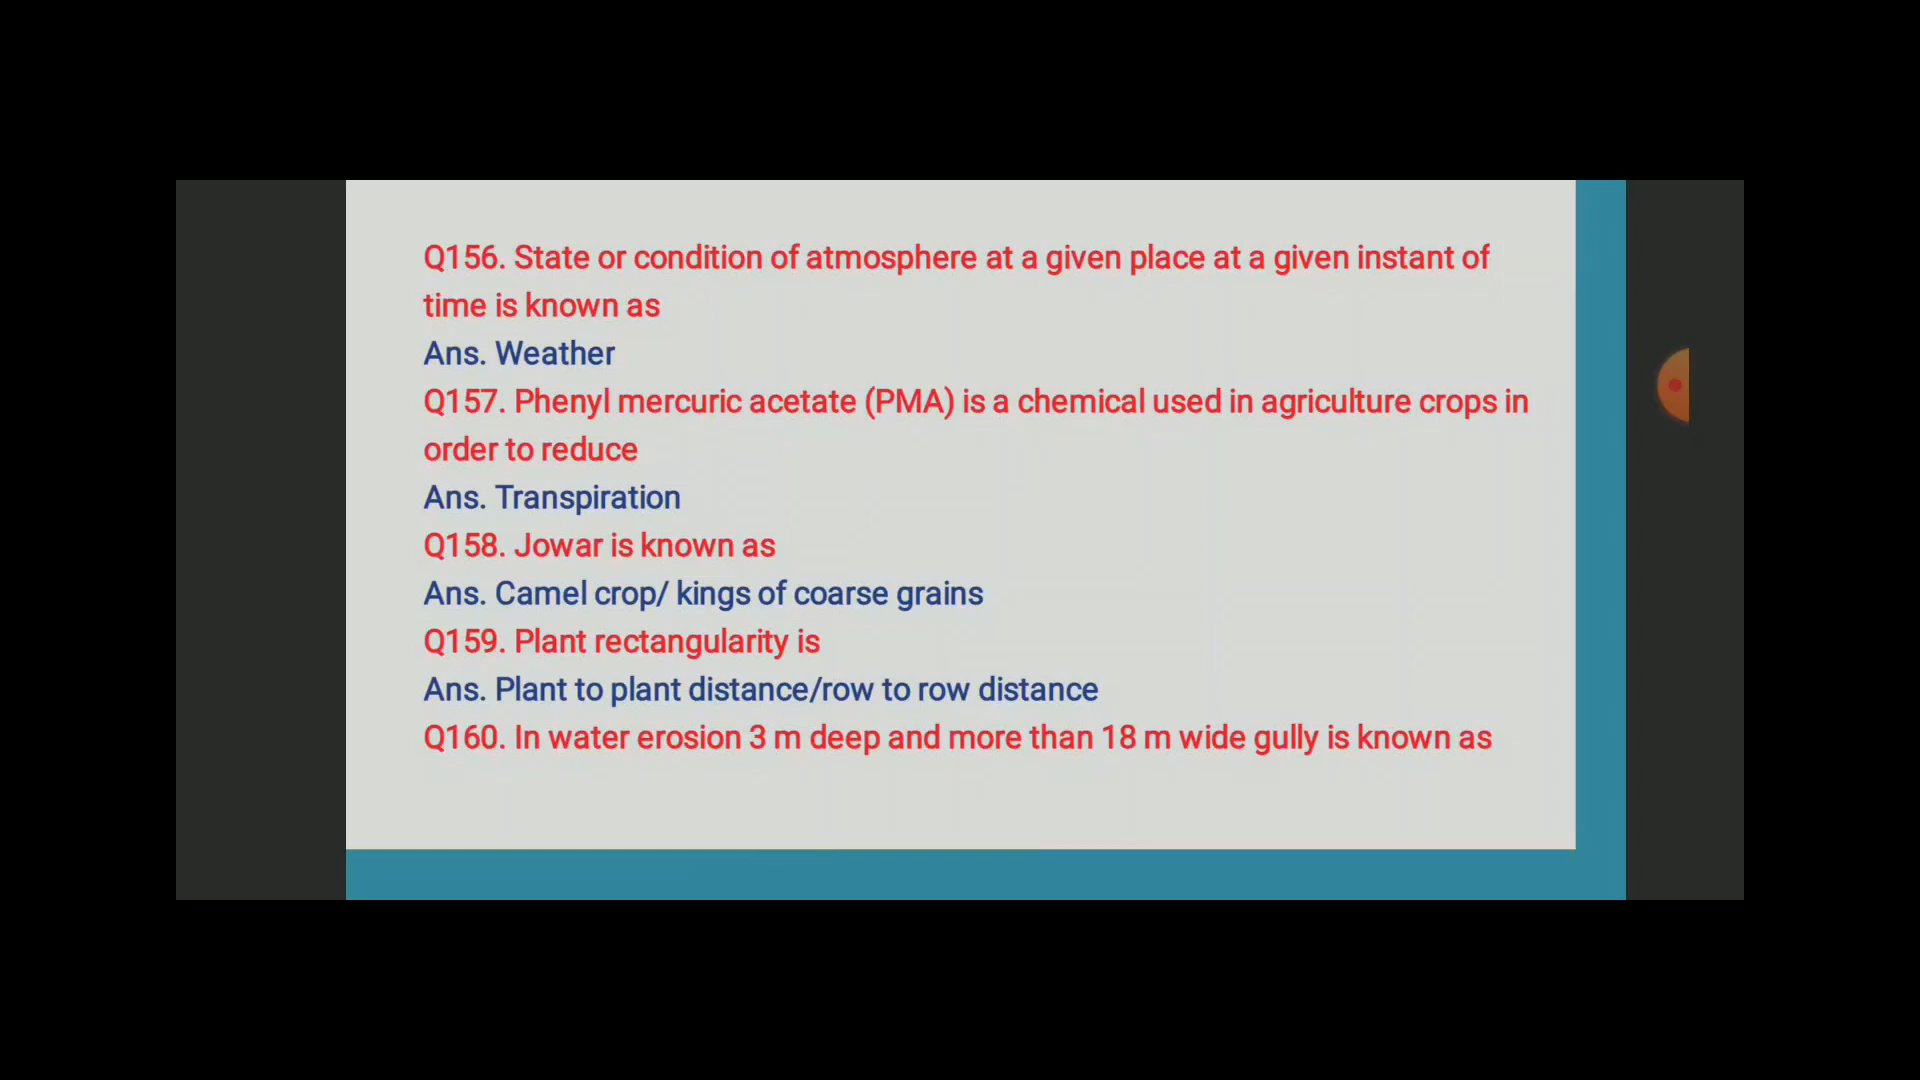 Q156. State or condition of atmosphere at a given place at a given instant of
time is known as
Ans. Weather
Q157. Phenyl mercuric acetate (PMA) is a chemical used in agriculture crops in
order to reduce
Ans. Transpiration
Q158. Jowar is known as
Ans. Camel crop/ kings of coarse grains
Q159. Plant rectangularity is
Ans. Plant to plant distance/row to row distance
Q160. In water erosion 3 m deep and more than 18 m wide gully is known as